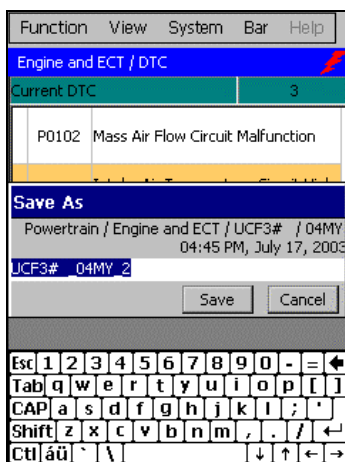 Function View System Bar Help
Engine and ECT / DTC
Current DTC 3
P0102 Mass Air Flow Circuit Malfunction
Save As
Powertrain / Engine and ECT / UCF3# / 04MY
04:45 PM, July 17, 2003
UCF3#__04MY_2
Save Cancel
Esc 1 2 3 4 5 6 7 8 9 0 - =
Tab q w e r t y u i o p [ ]
CAP a s d f g h j k l ; '
Shift z x c v b n m , . / ↵
Ctl áü ` \ ↓ ↑ ← →